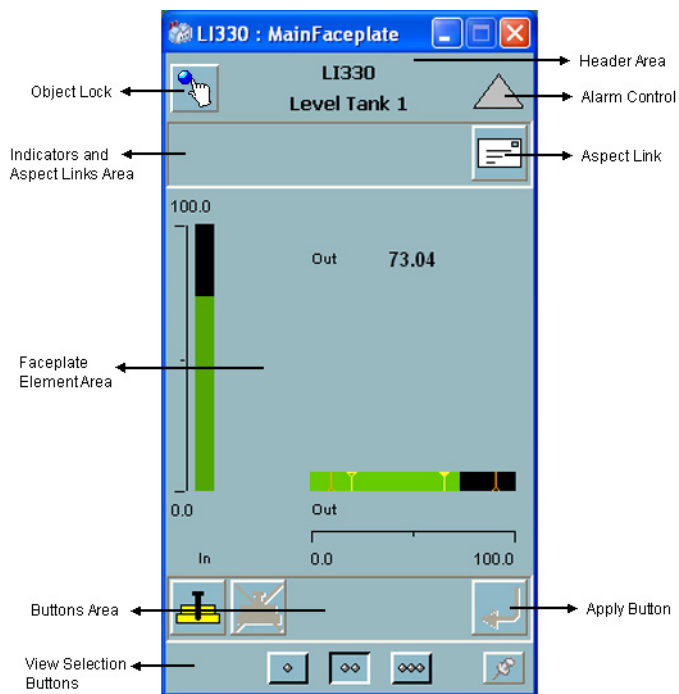 LI330 : MainFaceplate
Header Area
LI330
Level Tank 1
Object Lock
Alarm Control
Indicators and
Aspect Links Area
Aspect Link
100.0
Out 73.04
Faceplate
Element Area
0.0
Out
In
0.0 100.0
Buttons Area
Apply Button
View Selection
Buttons